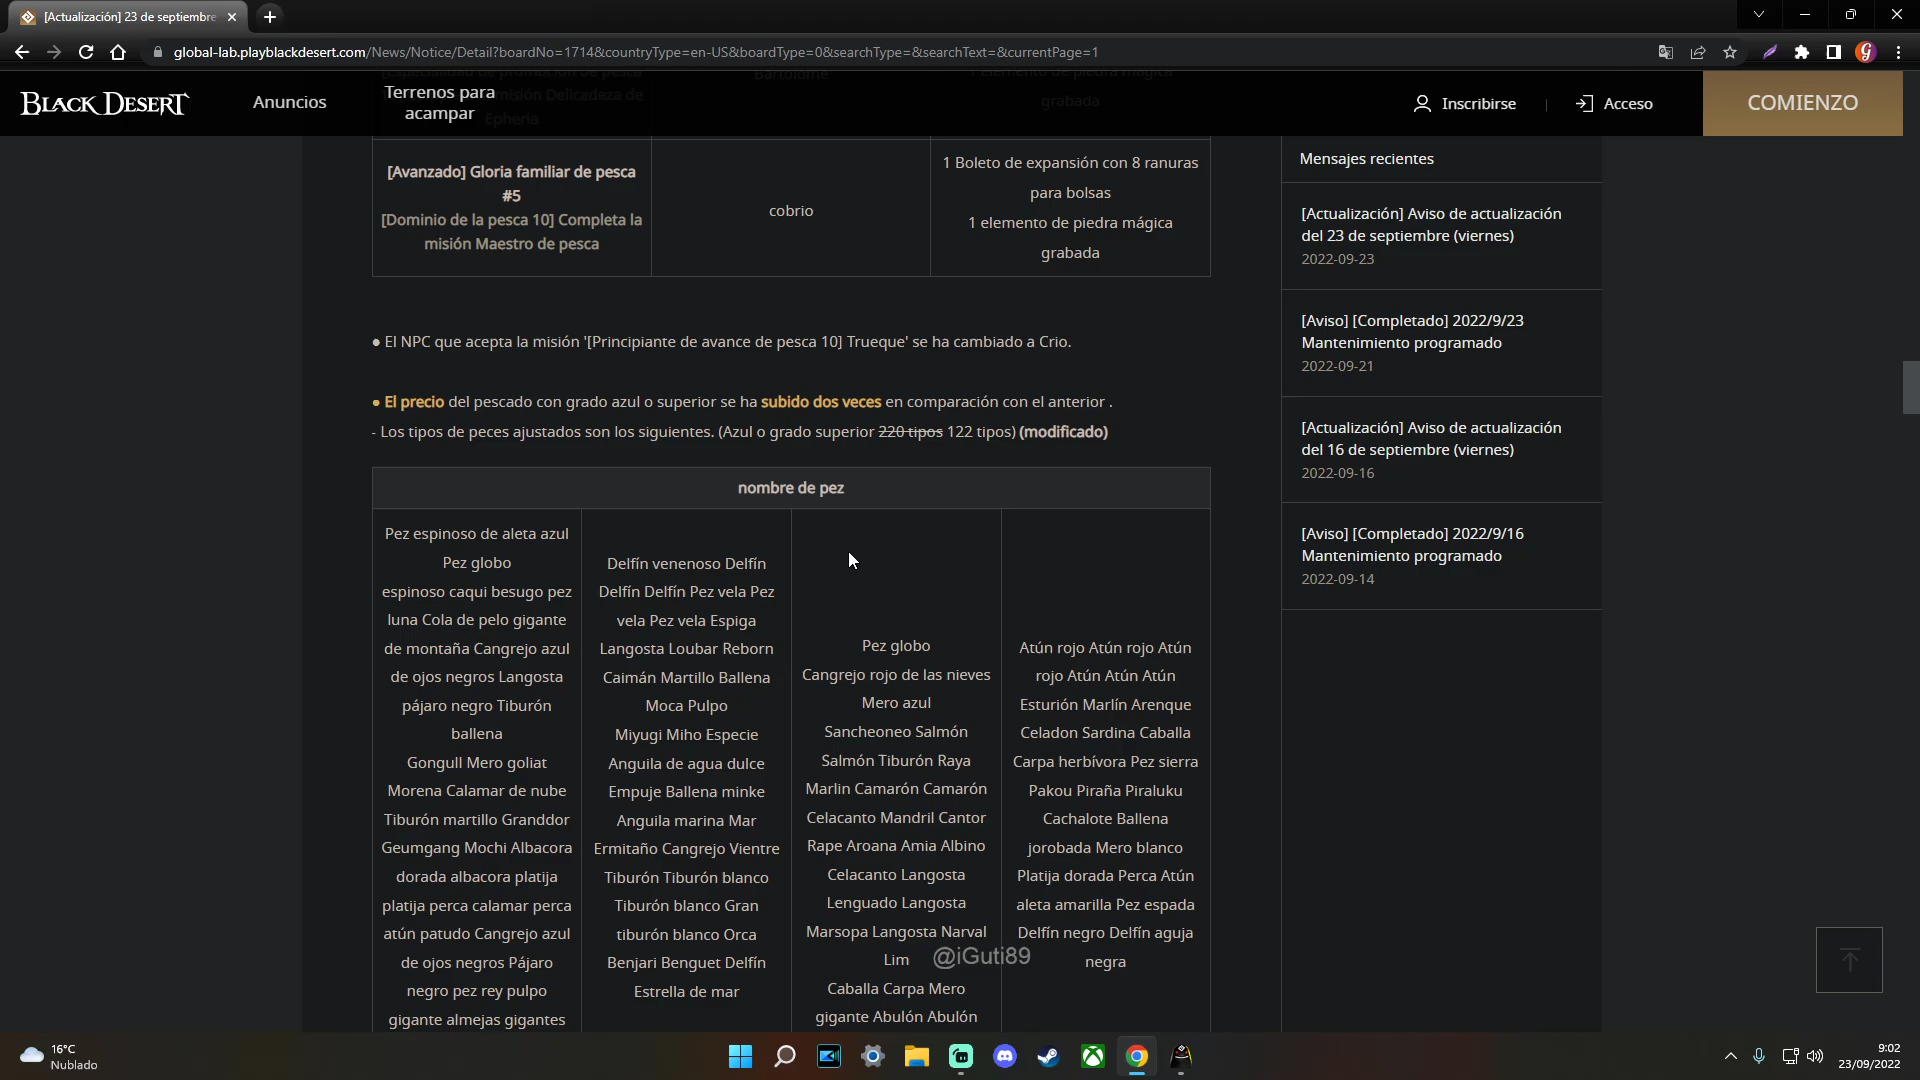 [Actualización] 23 de septiembre
global-lab.playblackdesert.com/News/Notice/Detail?boardNo=1714&countryType=en-US&boardType=0&searchType=&searchText=&currentPage=1
BLACK DESERT
Anuncios
Terrenos para
acampar
Inscribirse
Acceso
COMIENZO
[Especialidad de promoción de pesca
misión Delicadeza de
Epheria
Bartolomé
1 elemento de piedra mágica
grabada
[Avanzado] Gloria familiar de pesca
#5
[Dominio de la pesca 10] Completa la
misión Maestro de pesca
cobrio
1 Boleto de expansión con 8 ranuras
para bolsas
1 elemento de piedra mágica
grabada
● El NPC que acepta la misión '[Principiante de avance de pesca 10] Trueque' se ha cambiado a Crio.
● El precio del pescado con grado azul o superior se ha subido dos veces en comparación con el anterior .
- Los tipos de peces ajustados son los siguientes. (Azul o grado superior 220 tipos 122 tipos) (modificado)
nombre de pez
Pez espinoso de aleta azul
Pez globo
espinoso caqui besugo pez
luna Cola de pelo gigante
de montaña Cangrejo azul
de ojos negros Langosta
pájaro negro Tiburón
ballena
Gongull Mero goliat
Morena Calamar de nube
Tiburón martillo Granddor
Geumgang Mochi Albacora
dorada albacora platija
platija perca calamar perca
atún patudo Cangrejo azul
de ojos negros Pájaro
negro pez rey pulpo
gigante almejas gigantes
Delfín venenoso Delfín
Delfín Delfín Pez vela Pez
vela Pez vela Espiga
Langosta Loubar Reborn
Caimán Martillo Ballena
Moca Pulpo
Miyugi Miho Especie
Anguila de agua dulce
Empuje Ballena minke
Anguila marina Mar
Ermitaño Cangrejo Vientre
Tiburón Tiburón blanco
Tiburón blanco Gran
tiburón blanco Orca
Benjari Benguet Delfín
Estrella de mar
Pez globo
Cangrejo rojo de las nieves
Mero azul
Sancheoneo Salmón
Salmón Tiburón Raya
Marlin Camarón Camarón
Celacanto Mandril Cantor
Rape Aroana Amia Albino
Celacanto Langosta
Lenguado Langosta
Marsopa Langosta Narval
Lim
Caballa Carpa Mero
gigante Abulón Abulón
Atún rojo Atún rojo Atún
rojo Atún Atún Atún
Esturión Marlín Arenque
Celadon Sardina Caballa
Carpa herbívora Pez sierra
Pakou Piraña Piraluku
Cachalote Ballena
jorobada Mero blanco
Platija dorada Perca Atún
aleta amarilla Pez espada
Delfín negro Delfín aguja
negra
@iGuti89
Mensajes recientes
[Actualización] Aviso de actualización
del 23 de septiembre (viernes)
2022-09-23
[Aviso] [Completado] 2022/9/23
Mantenimiento programado
2022-09-21
[Actualización] Aviso de actualización
del 16 de septiembre (viernes)
2022-09-16
[Aviso] [Completado] 2022/9/16
Mantenimiento programado
2022-09-14
16°C
Nublado
9:02
23/09/2022